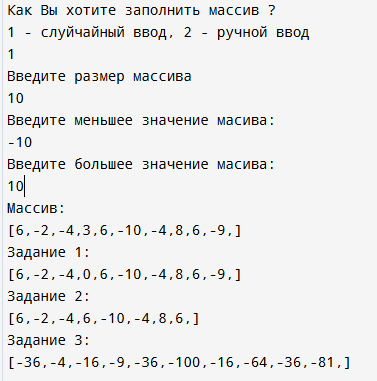 Как Вы хотите заполнить массив ?
1 - слуйчайный ввод, 2 - ручной ввод
1
Введите размер массива
10
Введите меньшее значение масива:
-10
Введите большее значение масива:
10
Массив:
[6,-2,-4,3,6,-10,-4,8,6,-9,]
Задание 1:
[6,-2,-4,0,6,-10,-4,8,6,-9,]
Задание 2:
[6,-2,-4,6,-10,-4,8,6,]
Задание 3:
[-36,-4,-16,-9,-36,-100,-16,-64,-36,-81,]